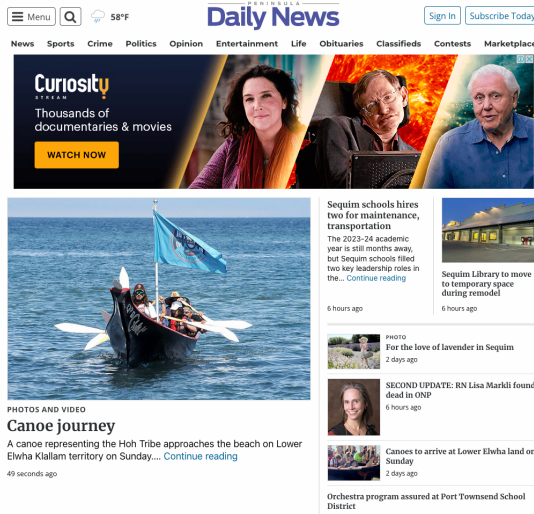 Menu
58°F
PENINSULA
Daily News
Sign In
Subscribe Today
News Sports Crime Politics Opinion Entertainment Life Obituaries Classifieds Contests Marketplace
CURIOSITY
STREAM
Thousands of
documentaries & movies
WATCH NOW
PHOTOS AND VIDEO
Canoe journey
A canoe representing the Hoh Tribe approaches the beach on Lower
Elwha Klallam territory on Sunday.... Continue reading
49 seconds ago
Sequim schools hires
two for maintenance,
transportation
The 2023-24 academic
year is still months away,
but Sequim schools filled
two key leadership roles in
the... Continue reading
6 hours ago
Sequim Library to move
to temporary space
during remodel
6 hours ago
PHOTO
For the love of lavender in Sequim
2 days ago
SECOND UPDATE: RN Lisa Markli found
dead in ONP
6 hours ago
Canoes to arrive at Lower Elwha land on
Sunday
2 days ago
Orchestra program assured at Port Townsend School
District